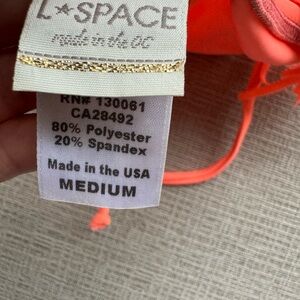 L★SPACE
made in the OC
RN# 130061
CA28492
80% Polyester
20% Spandex
Made in the USA
MEDIUM